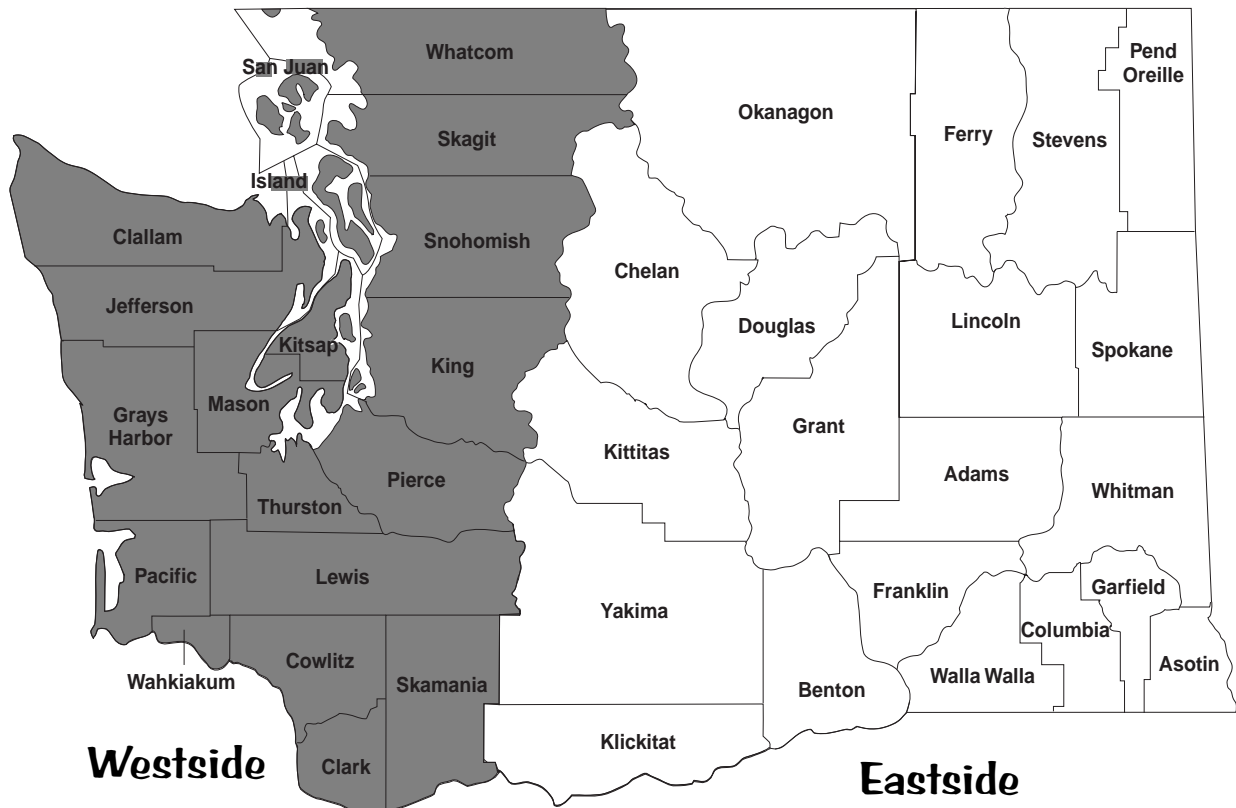 Whatcom
San Juan
Pend
Oreille
Okanagon
Ferry
Stevens
Skagit
Island
Clallam
Snohomish
Chelan
Jefferson
Douglas
Lincoln
Kitsap
Spokane
King
Mason
Grays
Harbor
Grant
Kittitas
Adams
Pierce
Whitman
Thurston
Pacific
Lewis
Franklin
Garfield
Yakima
Columbia
Cowlitz
Wahkiakum
Skamania
Walla Walla
Asotin
Benton
Klickitat
Clark
Westside
Eastside